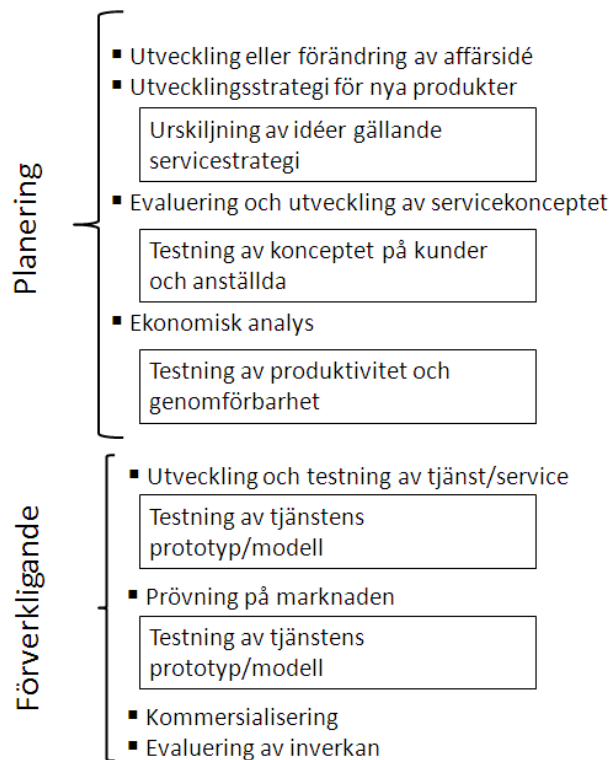 Planering
▪ Utveckling eller förändring av affärsidé
▪ Utvecklingsstrategi för nya produkter
Urskiljning av idéer gällande
servicestrategi
▪ Evaluering och utveckling av servicekonceptet
Testning av konceptet på kunder
och anställda
▪ Ekonomisk analys
Testning av produktivitet och
genomförbarhet
Förverkligande
▪ Utveckling och testning av tjänst/service
Testning av tjänstens
prototyp/modell
▪ Prövning på marknaden
Testning av tjänstens
prototyp/modell
▪ Kommersialisering
▪ Evaluering av inverkan